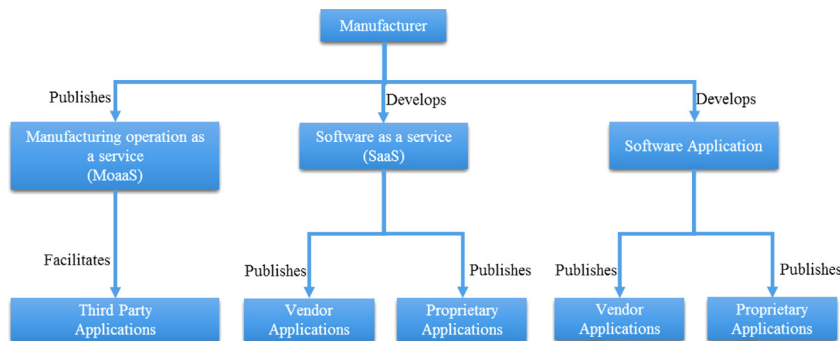 Manufacturer
Publishes
Develops
Develops
Manufacturing operation as
a service
(MoaaS)
Software as a service
(SaaS)
Software Application
Facilitates
Publishes
Publishes
Publishes
Publishes
Third Party
Applications
Vendor
Applications
Proprietary
Applications
Vendor
Applications
Proprietary
Applications